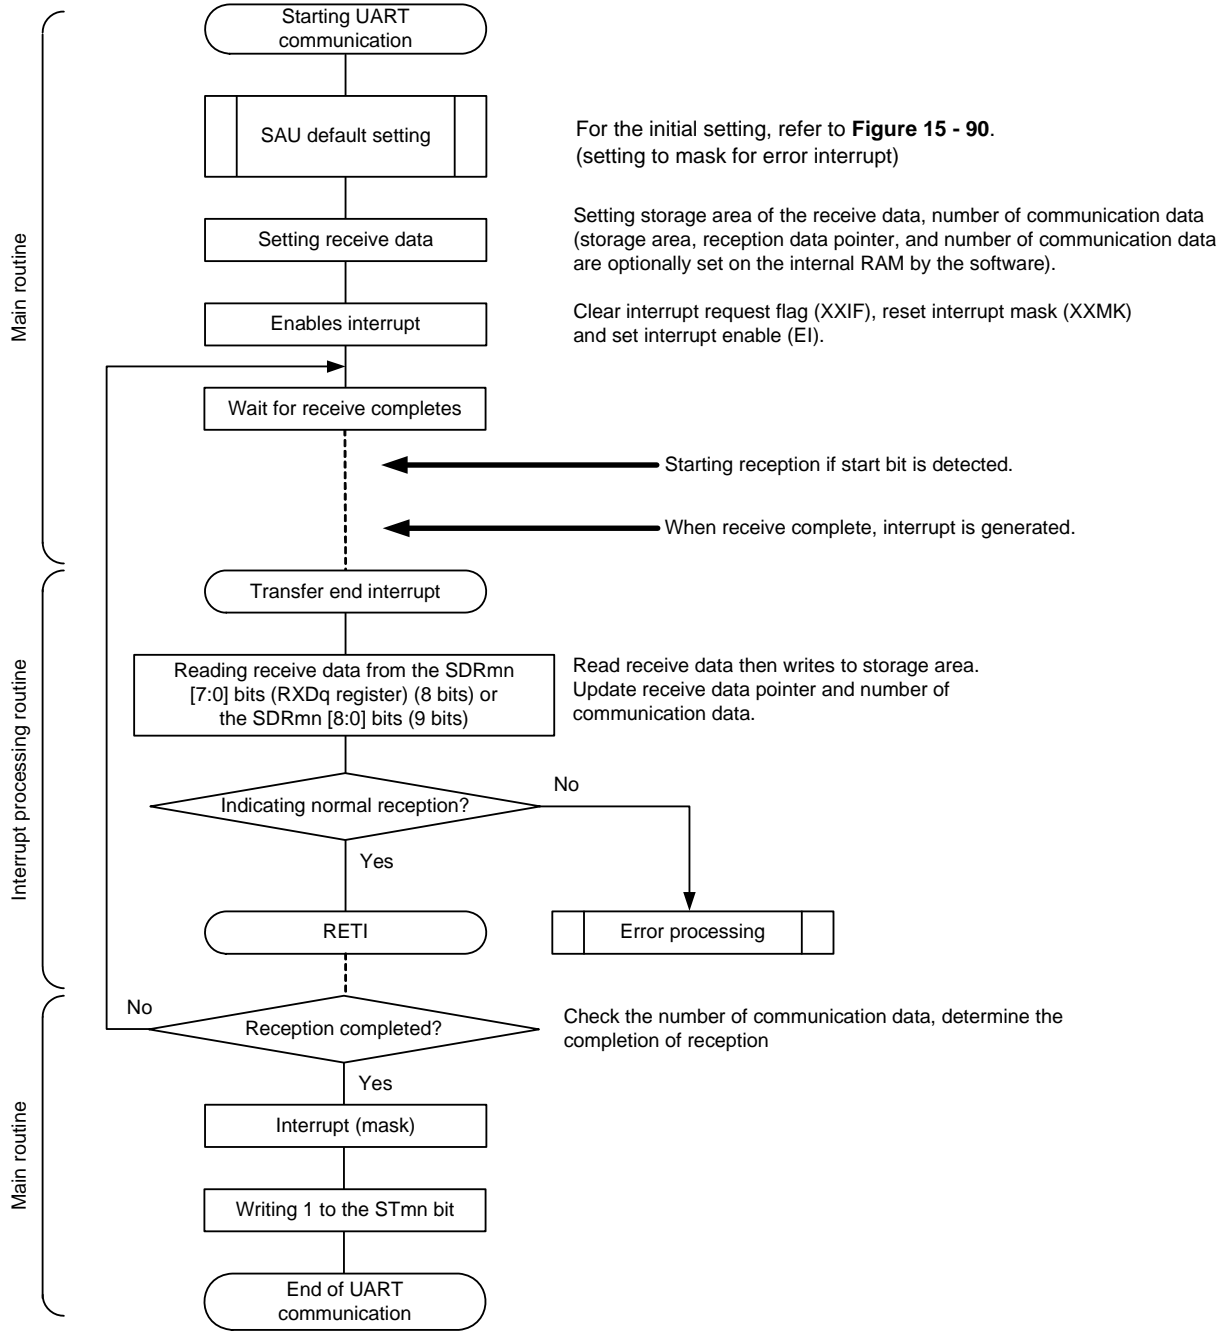 Starting UART
communication
SAU default setting
For the initial setting, refer to Figure 15 - 90.
(setting to mask for error interrupt)
Main routine
Setting receive data
Setting storage area of the receive data, number of communication data
(storage area, reception data pointer, and number of communication data
are optionally set on the internal RAM by the software).
Enables interrupt
Clear interrupt request flag (XXIF), reset interrupt mask (XXMK)
and set interrupt enable (EI).
Wait for receive completes
Starting reception if start bit is detected.
When receive complete, interrupt is generated.
Interrupt processing routine
Transfer end interrupt
Reading receive data from the SDRmn
[7:0] bits (RXDq register) (8 bits) or
the SDRmn [8:0] bits (9 bits)
Read receive data then writes to storage area.
Update receive data pointer and number of
communication data.
Indicating normal reception?
No
Yes
RETI
Error processing
Main routine
No
Reception completed?
Check the number of communication data, determine the
completion of reception
Yes
Interrupt (mask)
Writing 1 to the STmn bit
End of UART
communication